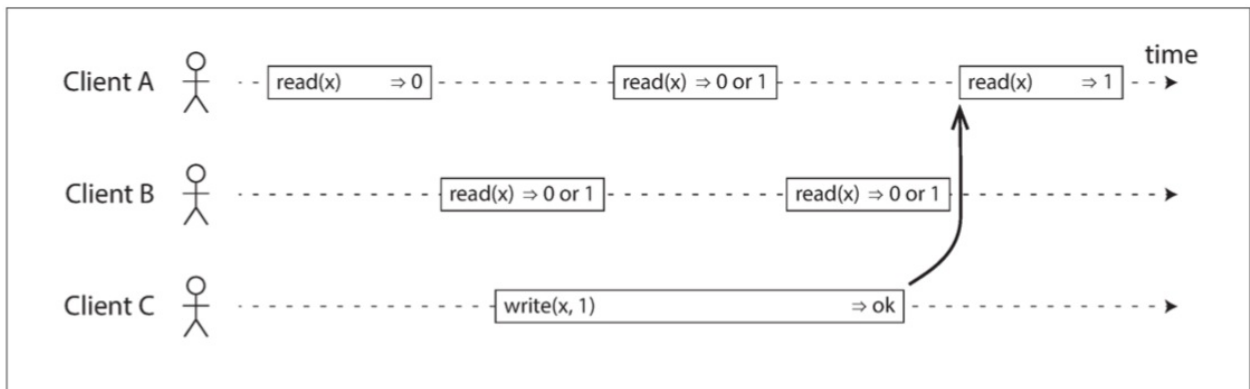 time
Client A read(x) ⇒ 0 read(x) ⇒ 0 or 1 read(x) ⇒ 1
Client B read(x) ⇒ 0 or 1 read(x) ⇒ 0 or 1
Client C write(x, 1) ⇒ ok